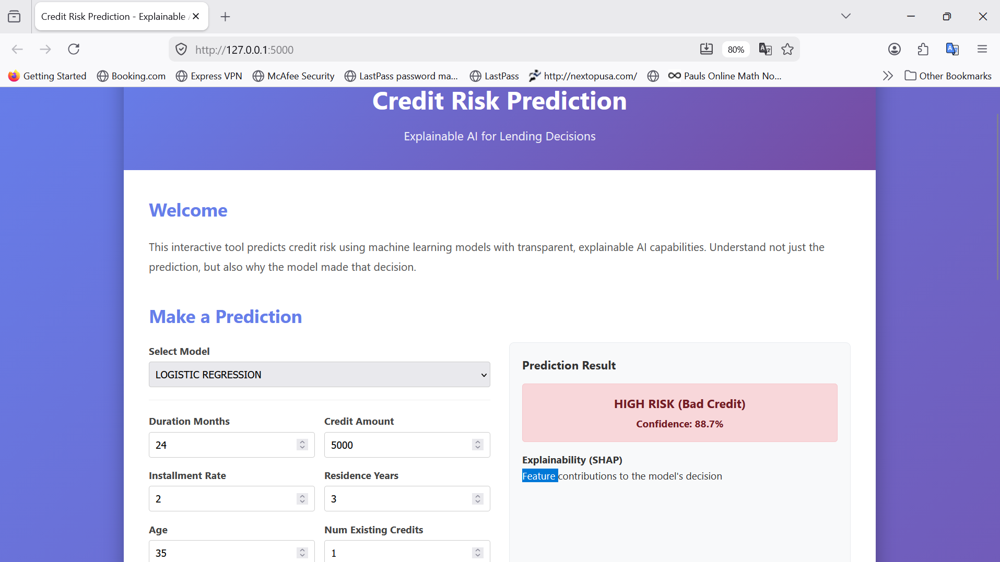 Credit Risk Prediction - Explainable
http://127.0.0.1:5000
80%
Getting Started
Booking.com
Express VPN
McAfee Security
LastPass password ma...
LastPass
http://nextopusa.com/
Pauls Online Math No...
Other Bookmarks
Credit Risk Prediction
Explainable AI for Lending Decisions
Welcome
This interactive tool predicts credit risk using machine learning models with transparent, explainable AI capabilities. Understand not just the
prediction, but also why the model made that decision.
Make a Prediction
Select Model
LOGISTIC REGRESSION
Duration Months
Credit Amount
24
5000
Installment Rate
Residence Years
2
3
Age
Num Existing Credits
35
1
Prediction Result
HIGH RISK (Bad Credit)
Confidence: 88.7%
Explainability (SHAP)
Feature contributions to the model's decision